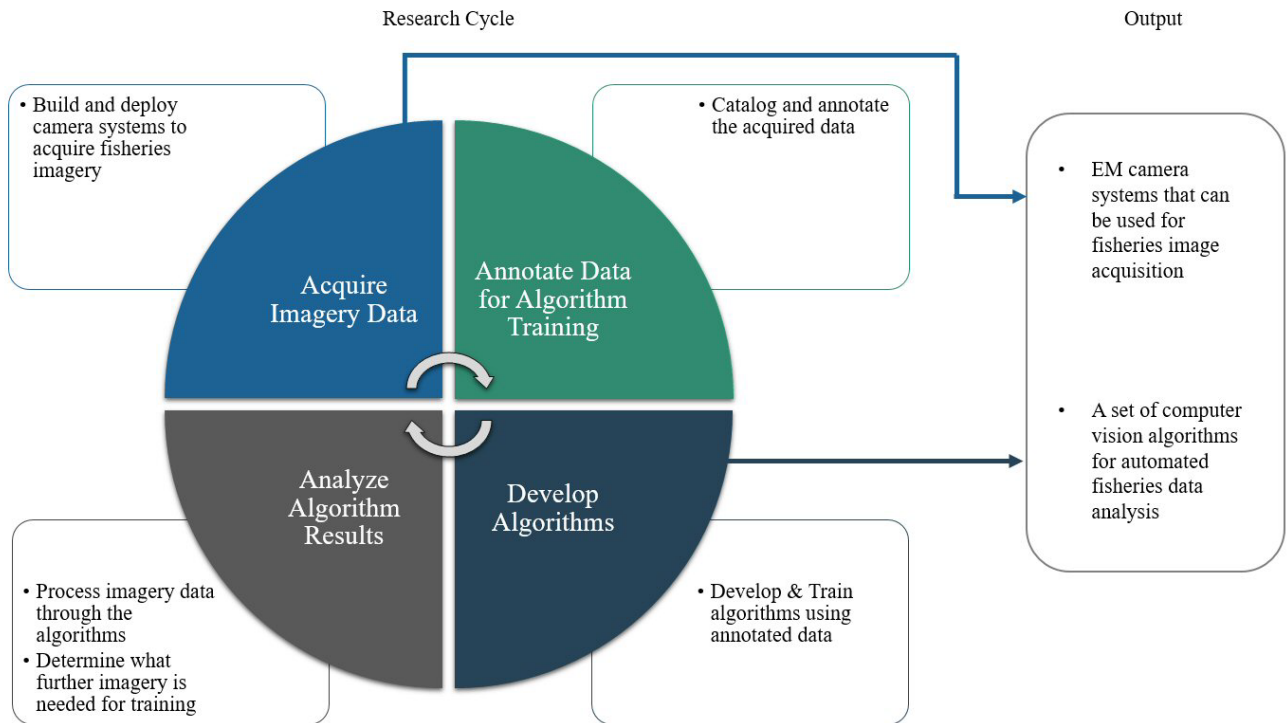 Research Cycle
Output
• Build and deploy
camera systems to
acquire fisheries
imagery
• Catalog and annotate
the acquired data
Acquire
Imagery Data
Annotate Data
for Algorithm
Training
Analyze
Algorithm
Results
Develop
Algorithms
• Process imagery data
through the
algorithms
• Determine what
further imagery is
needed for training
• Develop & Train
algorithms using
annotated data
• EM camera
systems that can
be used for
fisheries image
acquisition
• A set of computer
vision algorithms
for automated
fisheries data
analysis